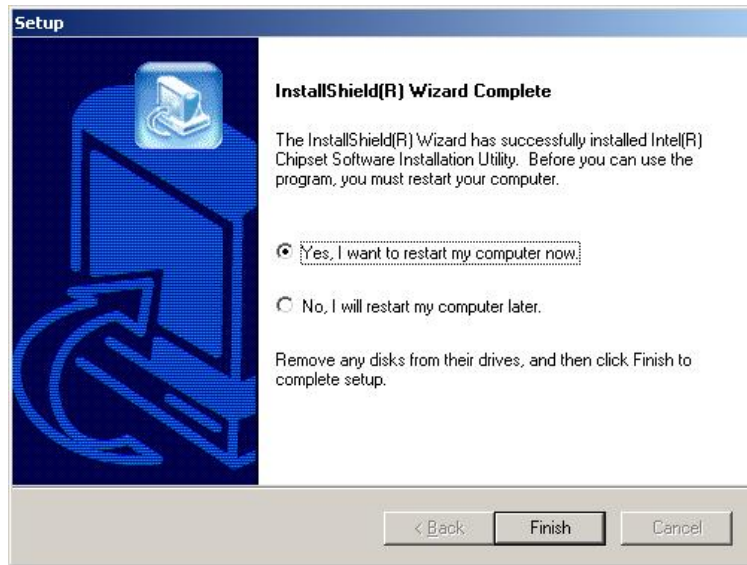 Setup
InstallShield(R) Wizard Complete
The InstallShield(R) Wizard has successfully installed Intel(R)
Chipset Software Installation Utility. Before you can use the
program, you must restart your computer.
Yes, I want to restart my computer now.
No, I will restart my computer later.
Remove any disks from their drives, and then click Finish to
complete setup.
< Back Finish Cancel